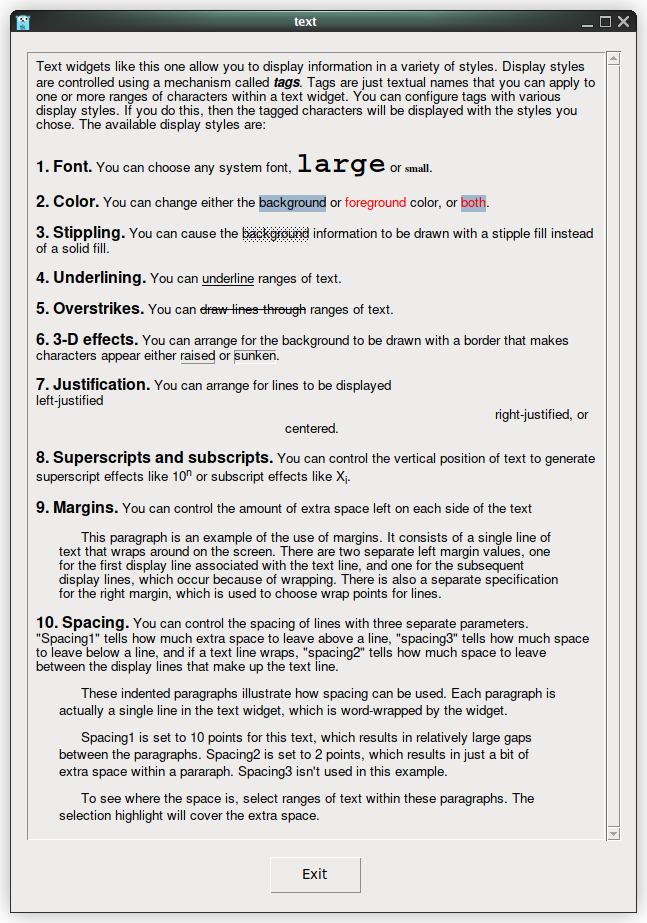 text
Text widgets like this one allow you to display information in a variety of styles. Display styles
are controlled using a mechanism called tags. Tags are just textual names that you can apply to
one or more ranges of characters within a text widget. You can configure tags with various
display styles. If you do this, then the tagged characters will be displayed with the styles you
chose. The available display styles are:
1. Font. You can choose any system font, large or small.
2. Color. You can change either the background or foreground color, or both.
3. Stippling. You can cause the background information to be drawn with a stipple fill instead
of a solid fill.
4. Underlining. You can underline ranges of text.
5. Overstrikes. You can draw lines through ranges of text.
6. 3-D effects. You can arrange for the background to be drawn with a border that makes
characters appear either raised or sunken.
7. Justification. You can arrange for lines to be displayed
left-justified
right-justified, or
centered.
8. Superscripts and subscripts. You can control the vertical position of text to generate
superscript effects like 10ⁿ or subscript effects like Xᵢ.
9. Margins. You can control the amount of extra space left on each side of the text
This paragraph is an example of the use of margins. It consists of a single line of
text that wraps around on the screen. There are two separate left margin values, one
for the first display line associated with the text line, and one for the subsequent
display lines, which occur because of wrapping. There is also a separate specification
for the right margin, which is used to choose wrap points for lines.
10. Spacing. You can control the spacing of lines with three separate parameters.
"Spacing1" tells how much extra space to leave above a line, "spacing3" tells how much space
to leave below a line, and if a text line wraps, "spacing2" tells how much space to leave
between the display lines that make up the text line.
These indented paragraphs illustrate how spacing can be used. Each paragraph is
actually a single line in the text widget, which is word-wrapped by the widget.
Spacing1 is set to 10 points for this text, which results in relatively large gaps
between the paragraphs. Spacing2 is set to 2 points, which results in just a bit of
extra space within a pararaph. Spacing3 isn't used in this example.
To see where the space is, select ranges of text within these paragraphs. The
selection highlight will cover the extra space.
Exit